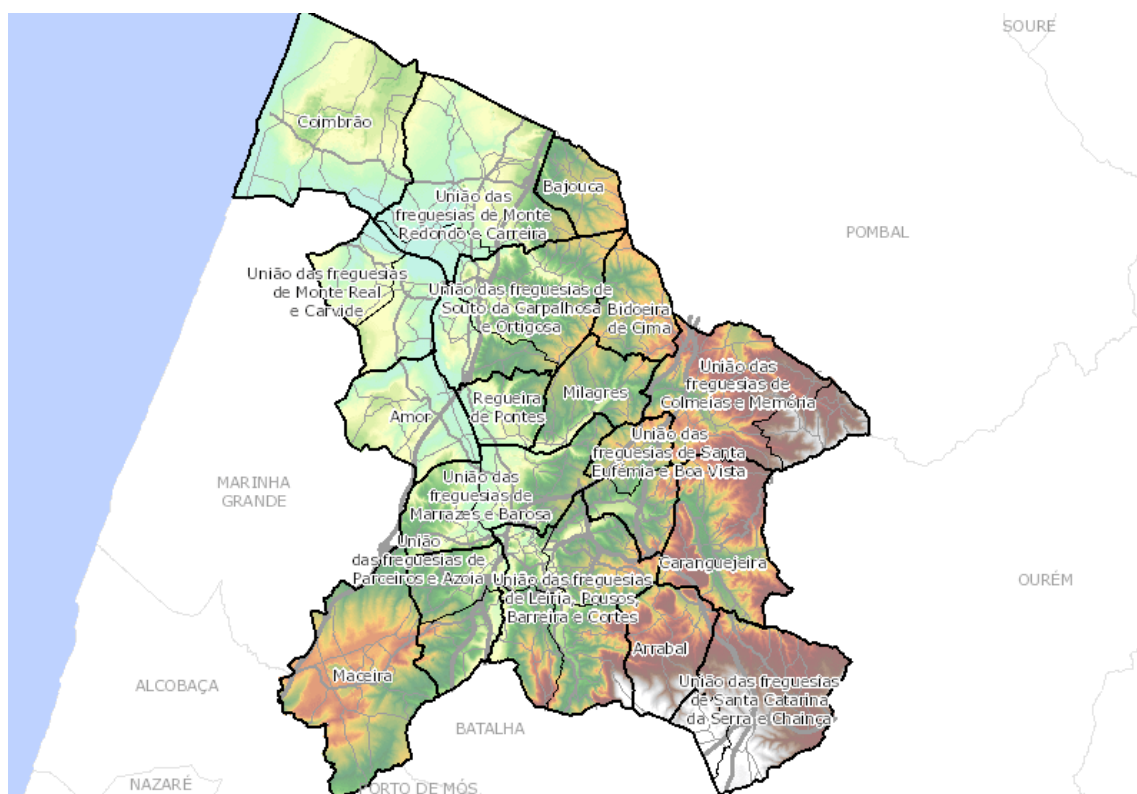 SOURE
Coimbrão
Bajouca
União das
freguesias de Monte
Redondo e Carreira
POMBAL
União das freguesias
de Monte Real
e Carvide
União das freguesias de
Souto da Carpalhosa
e Ortigosa
Bidoeira
de Cima
União das
freguesias de
Colmeias e Memória
Milagres
Regueira
de Pontes
Amor
União das
freguesias de Santa
Eufémia e Boa Vista
MARINHA
GRANDE
União das
freguesias de
Marrazes e Barosa
União
das freguesias de
Parceiros e Azoia
Caranguejeira
União das freguesias
de Leiria, Pousos,
Barreira e Cortes
OURÉM
Arrabal
Maceira
ALCOBAÇA
União das freguesias
de Santa Catarina
da Serra e Chainça
BATALHA
NAZARÉ
PORTO DE MÓS